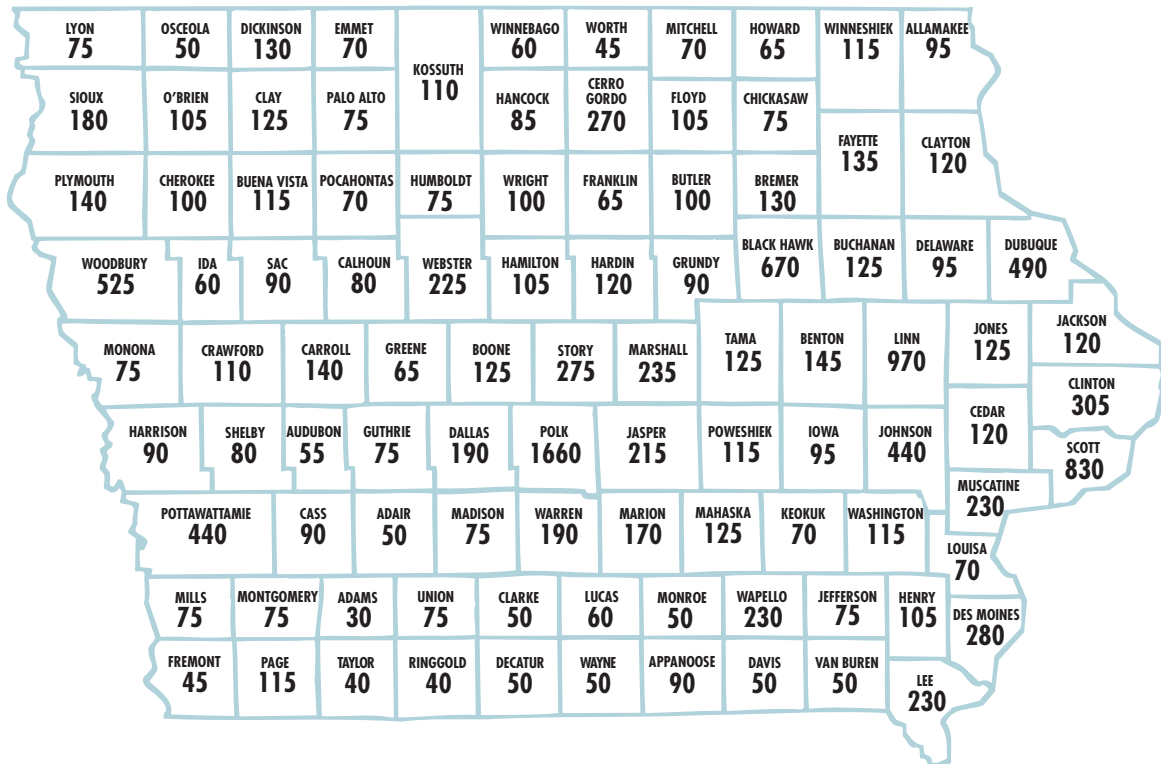 LYON
75
OSCEOLA
50
DICKINSON
130
EMMET
70
KOSSUTH
110
WINNEBAGO
60
WORTH
45
MITCHELL
70
HOWARD
65
WINNESHIEK
115
ALLAMAKEE
95
SIOUX
180
O'BRIEN
105
CLAY
125
PALO ALTO
75
HANCOCK
85
CERRO
GORDO
270
FLOYD
105
CHICKASAW
75
FAYETTE
135
CLAYTON
120
PLYMOUTH
140
CHEROKEE
100
BUENA VISTA
115
POCAHONTAS
70
HUMBOLDT
75
WRIGHT
100
FRANKLIN
65
BUTLER
100
BREMER
130
WOODBURY
525
IDA
60
SAC
90
CALHOUN
80
WEBSTER
225
HAMILTON
105
HARDIN
120
GRUNDY
90
BLACK HAWK
670
BUCHANAN
125
DELAWARE
95
DUBUQUE
490
MONONA
75
CRAWFORD
110
CARROLL
140
GREENE
65
BOONE
125
STORY
275
MARSHALL
235
TAMA
125
BENTON
145
LINN
970
JONES
125
JACKSON
120
CLINTON
305
HARRISON
90
SHELBY
80
AUDUBON
55
GUTHRIE
75
DALLAS
190
POLK
1660
JASPER
215
POWESHIEK
115
IOWA
95
JOHNSON
440
CEDAR
120
SCOTT
830
MUSCATINE
230
POTTAWATTAMIE
440
CASS
90
ADAIR
50
MADISON
75
WARREN
190
MARION
170
MAHASKA
125
KEOKUK
70
WASHINGTON
115
LOUISA
70
MILLS
75
MONTGOMERY
75
ADAMS
30
UNION
75
CLARKE
50
LUCAS
60
MONROE
50
WAPELLO
230
JEFFERSON
75
HENRY
105
DES MOINES
280
FREMONT
45
PAGE
115
TAYLOR
40
RINGGOLD
40
DECATUR
50
WAYNE
50
APPANOOSE
90
DAVIS
50
VAN BUREN
50
LEE
230